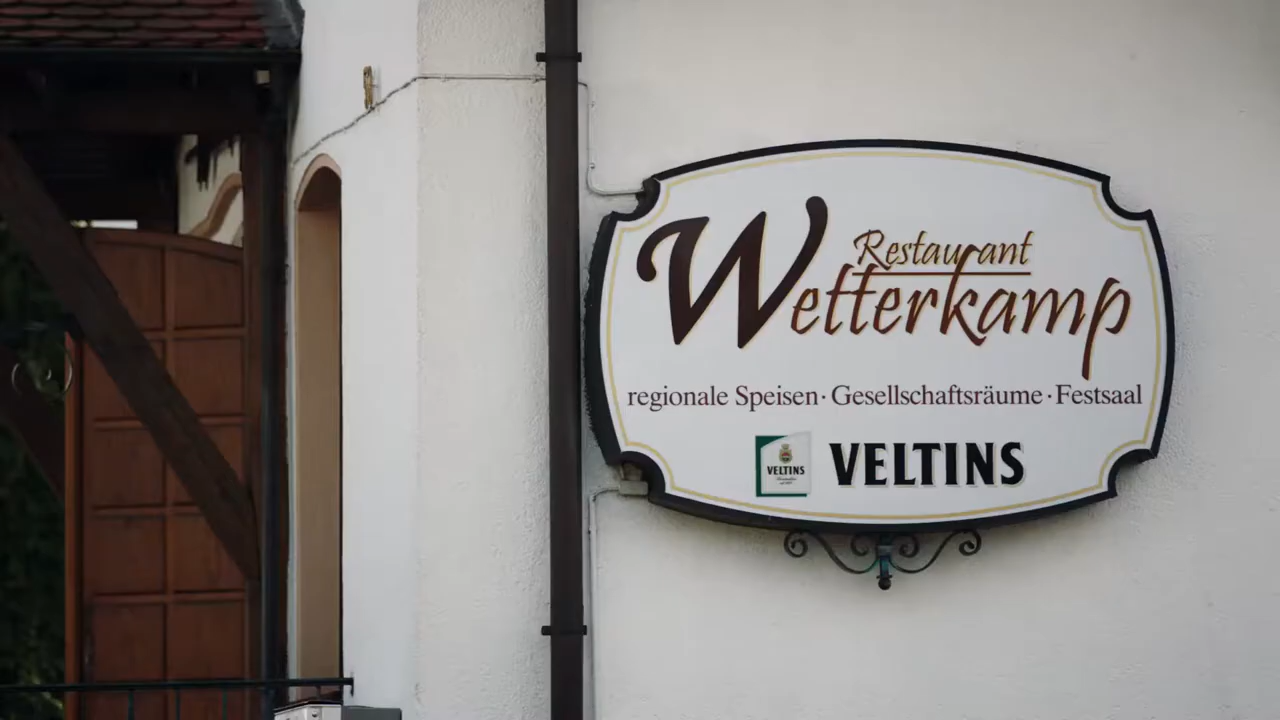 Restaurant
Wetterkamp
regionale Speisen · Gesellschaftsräume · Festsaal
VELTINS
VELTINS